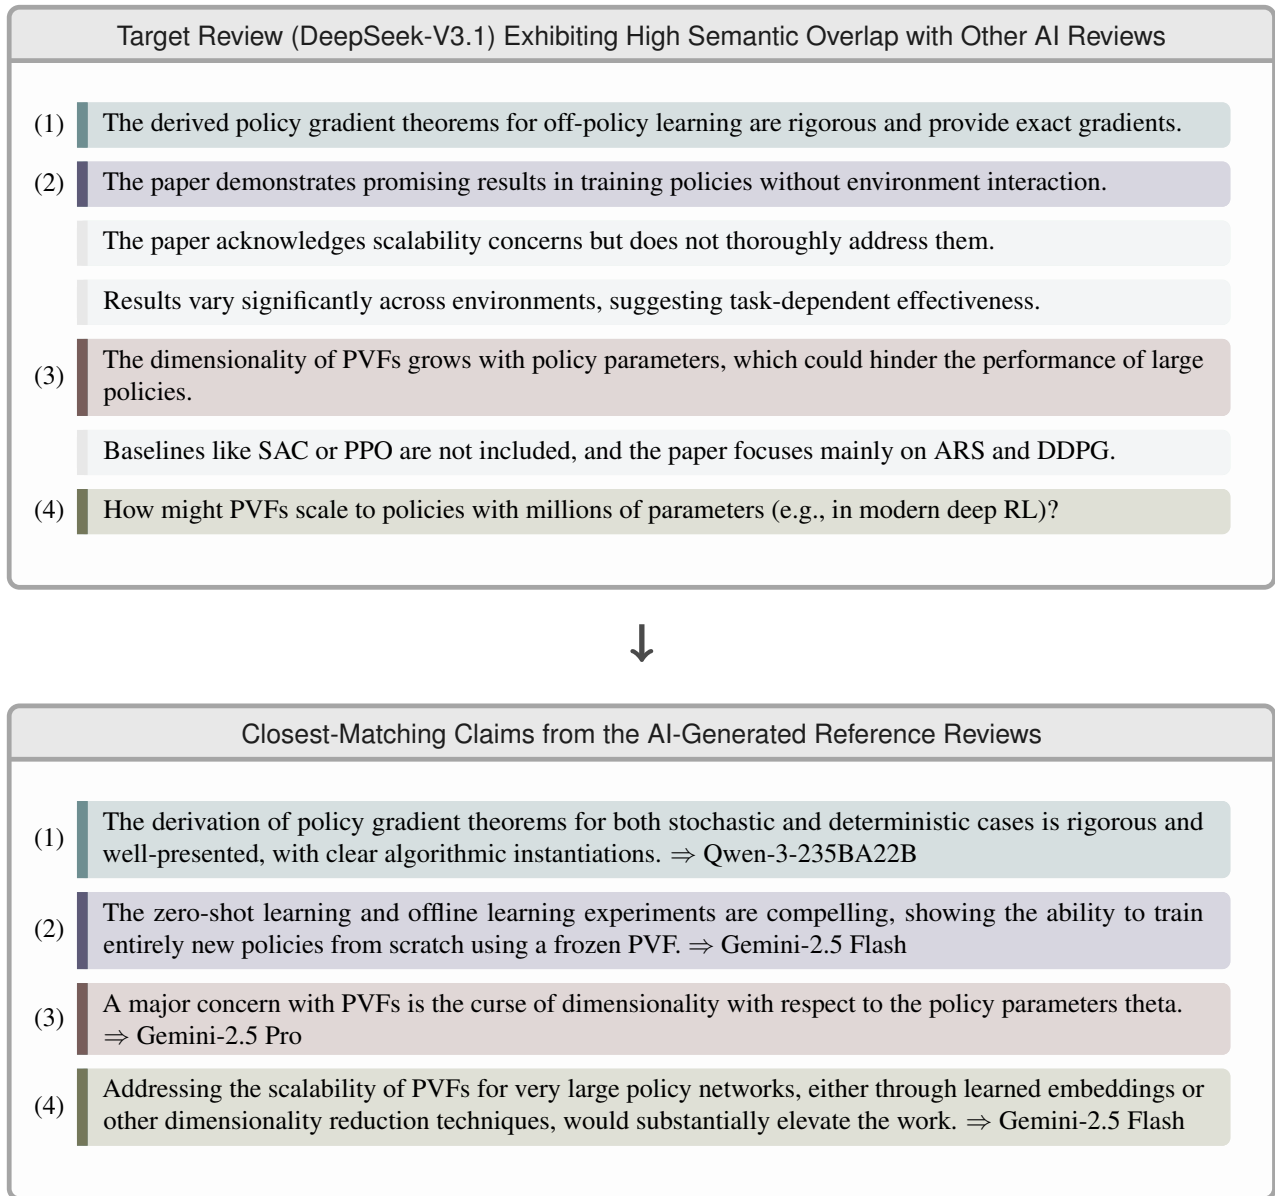 Target Review (DeepSeek-V3.1) Exhibiting High Semantic Overlap with Other AI Reviews
(1) The derived policy gradient theorems for off-policy learning are rigorous and provide exact gradients.
(2) The paper demonstrates promising results in training policies without environment interaction.
The paper acknowledges scalability concerns but does not thoroughly address them.
Results vary significantly across environments, suggesting task-dependent effectiveness.
(3) The dimensionality of PVFs grows with policy parameters, which could hinder the performance of large
policies.
Baselines like SAC or PPO are not included, and the paper focuses mainly on ARS and DDPG.
(4) How might PVFs scale to policies with millions of parameters (e.g., in modern deep RL)?
↓
Closest-Matching Claims from the AI-Generated Reference Reviews
(1) The derivation of policy gradient theorems for both stochastic and deterministic cases is rigorous and
well-presented, with clear algorithmic instantiations. ⇒ Qwen-3-235BA22B
(2) The zero-shot learning and offline learning experiments are compelling, showing the ability to train
entirely new policies from scratch using a frozen PVF. ⇒ Gemini-2.5 Flash
(3) A major concern with PVFs is the curse of dimensionality with respect to the policy parameters theta.
⇒ Gemini-2.5 Pro
(4) Addressing the scalability of PVFs for very large policy networks, either through learned embeddings or
other dimensionality reduction techniques, would substantially elevate the work. ⇒ Gemini-2.5 Flash